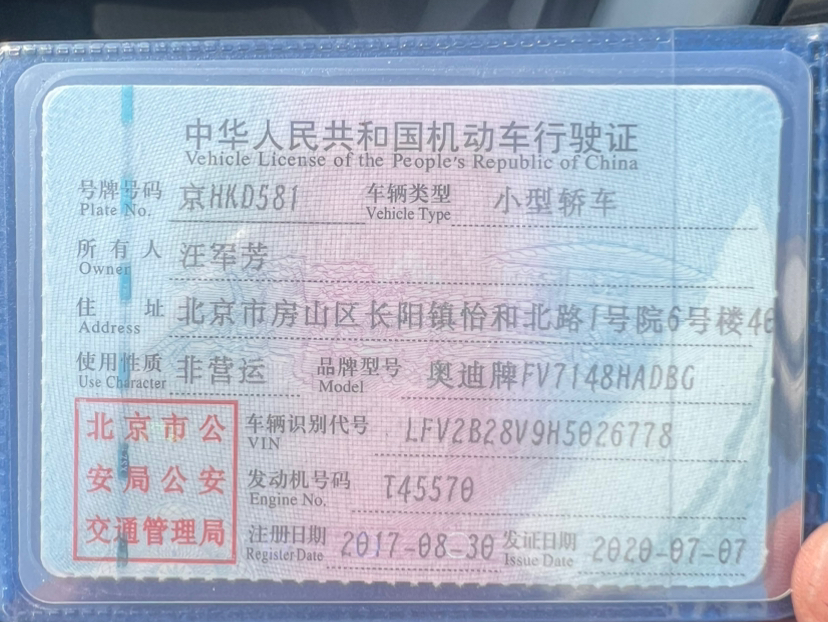 中华人民共和国机动车行驶证
Vehicle License of the People's Republic of China
号牌号码 京HKD581 车辆类型 小型轿车
Plate No. Vehicle Type
所有人 汪军芳
Owner
住址 北京市房山区长阳镇怡和北路1号院6号楼4
Address
使用性质 非营运 品牌型号 奥迪牌FV7148HADBG
Use Character Model
北京市公
安局公安
交通管理局
车辆识别代号 LFV2B28V9H5026778
VIN
发动机号码 T45570
Engine No.
注册日期 2017-08-30 发证日期 2020-07-07
Register Date Issue Date